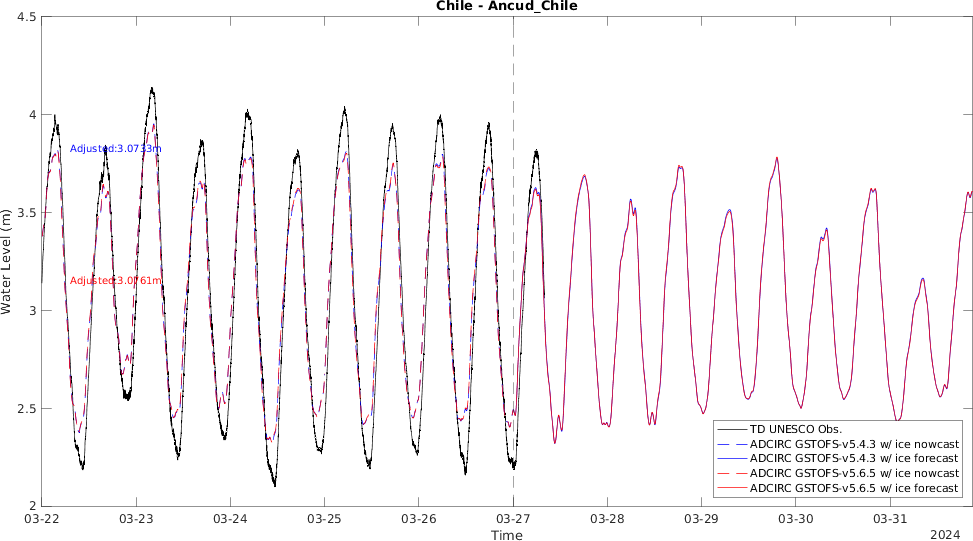 Chile - Ancud_Chile
4.5
4
3.5
3
2.5
2
Water Level (m)
Adjusted:3.0733m
Adjusted:3.0761m
TD UNESCO Obs.
ADCIRC GSTOFS-v5.4.3 w/ ice nowcast
ADCIRC GSTOFS-v5.4.3 w/ ice forecast
ADCIRC GSTOFS-v5.6.5 w/ ice nowcast
ADCIRC GSTOFS-v5.6.5 w/ ice forecast
03-22 03-23 03-24 03-25 03-26 03-27 03-28 03-29 03-30 03-31
Time
2024